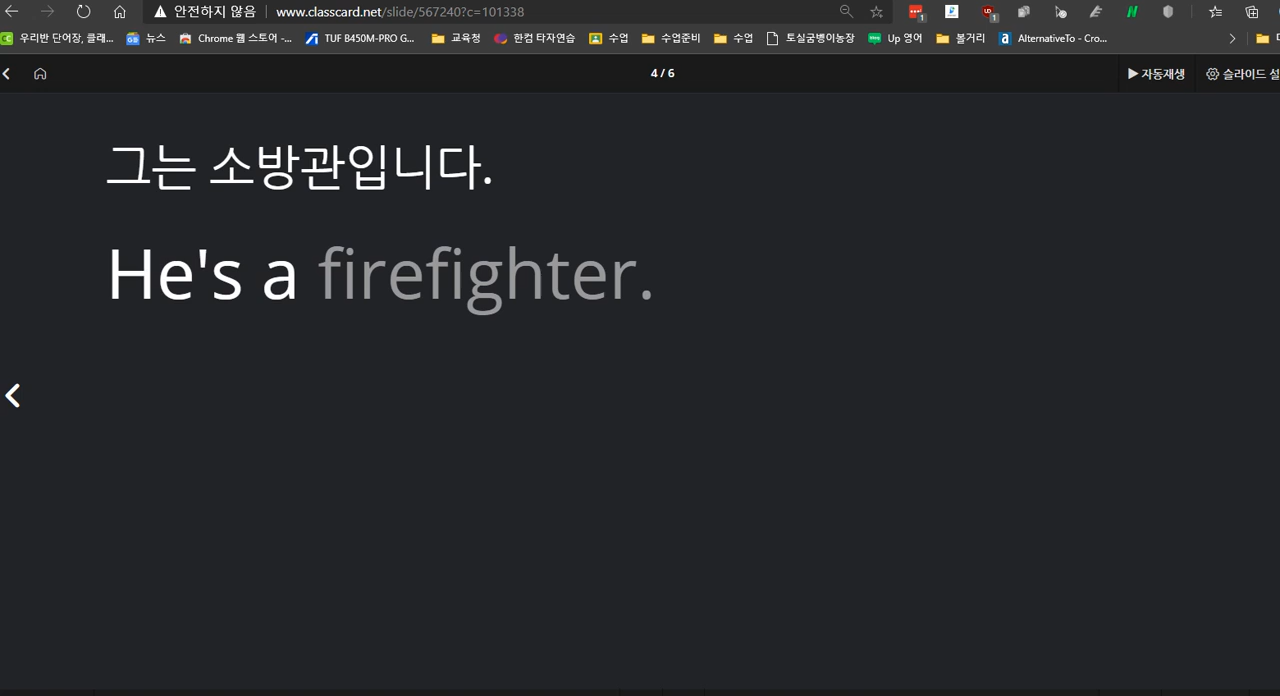 안전하지 않음 www.classcard.net/slide/567240?c=101338
우리반 단어장, 클래... 뉴스 Chrome 웹 스토어 -... TUF B450M-PRO G... 교육청 한컴 타자연습 수업 수업준비 수업 토실굼벵이농장 Up 영어 볼거리 AlternativeTo - Cro...
4 / 6 자동재생 슬라이드 설
그는 소방관입니다.
He's a firefighter.